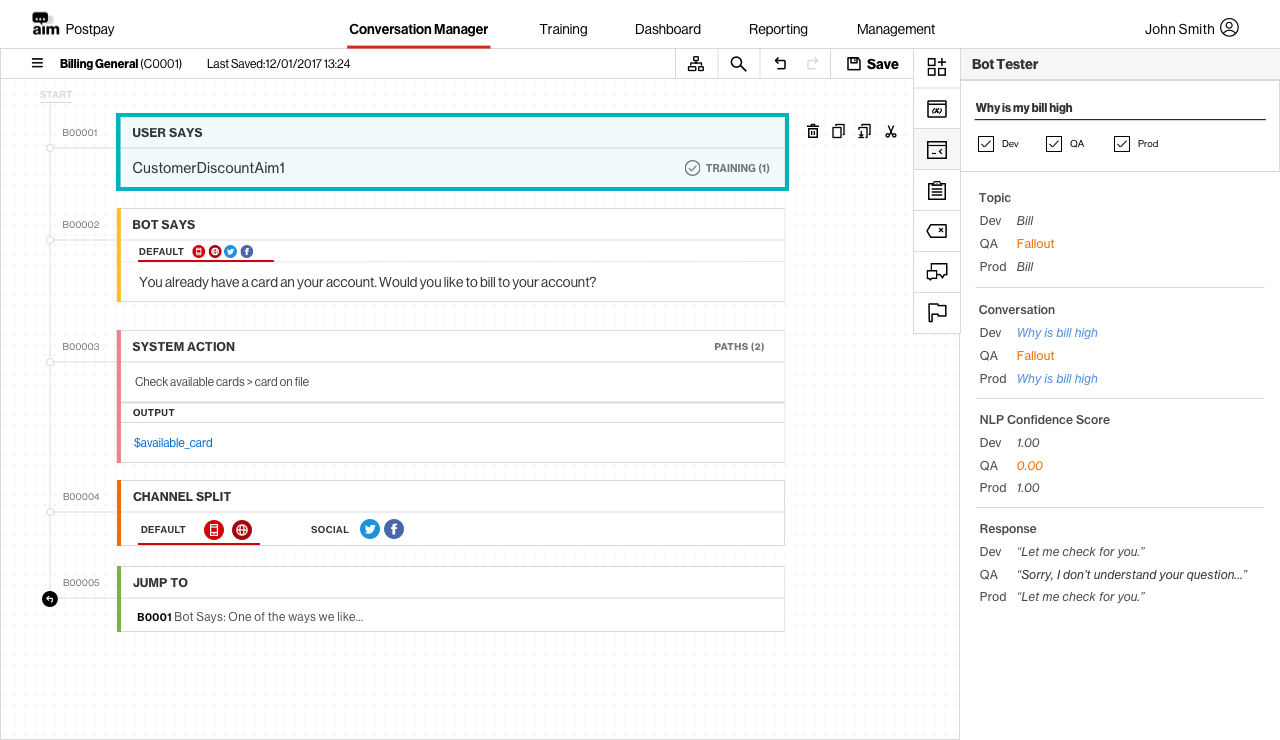 aim Postpay Conversation Manager Training Dashboard Reporting Management John Smith
Billing General (C0001) Last Saved:12/01/2017 13:24 Save
START
B00001 USER SAYS
CustomerDiscountAim1 TRAINING (1)
B00002 BOT SAYS
DEFAULT
You already have a card an your account. Would you like to bill to your account?
B00003 SYSTEM ACTION PATHS (2)
Check available cards > card on file
OUTPUT
$available_card
B00004 CHANNEL SPLIT
DEFAULT SOCIAL
B00005 JUMP TO
B0001 Bot Says: One of the ways we like...
Bot Tester
Why is my bill high
Dev QA Prod
Topic
Dev Bill
QA Fallout
Prod Bill
Conversation
Dev Why is bill high
QA Fallout
Prod Why is bill high
NLP Confidence Score
Dev 1.00
QA 0.00
Prod 1.00
Response
Dev “Let me check for you.”
QA “Sorry, I don’t understand your question...”
Prod “Let me check for you.”